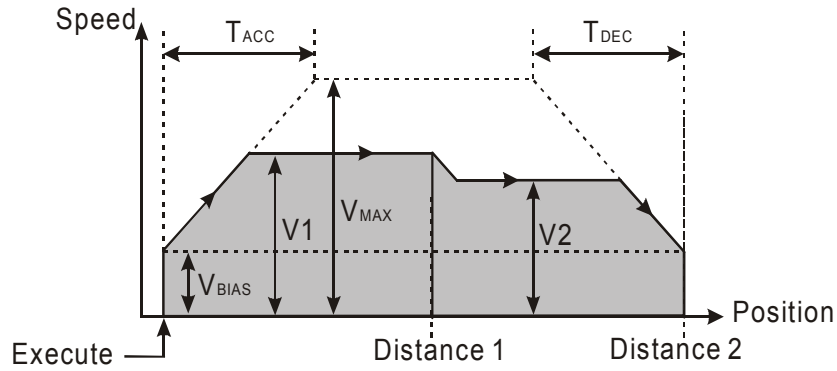 Speed
TACC
TDEC
VMAX
V1
V2
VBIAS
Position
Execute
Distance 1
Distance 2